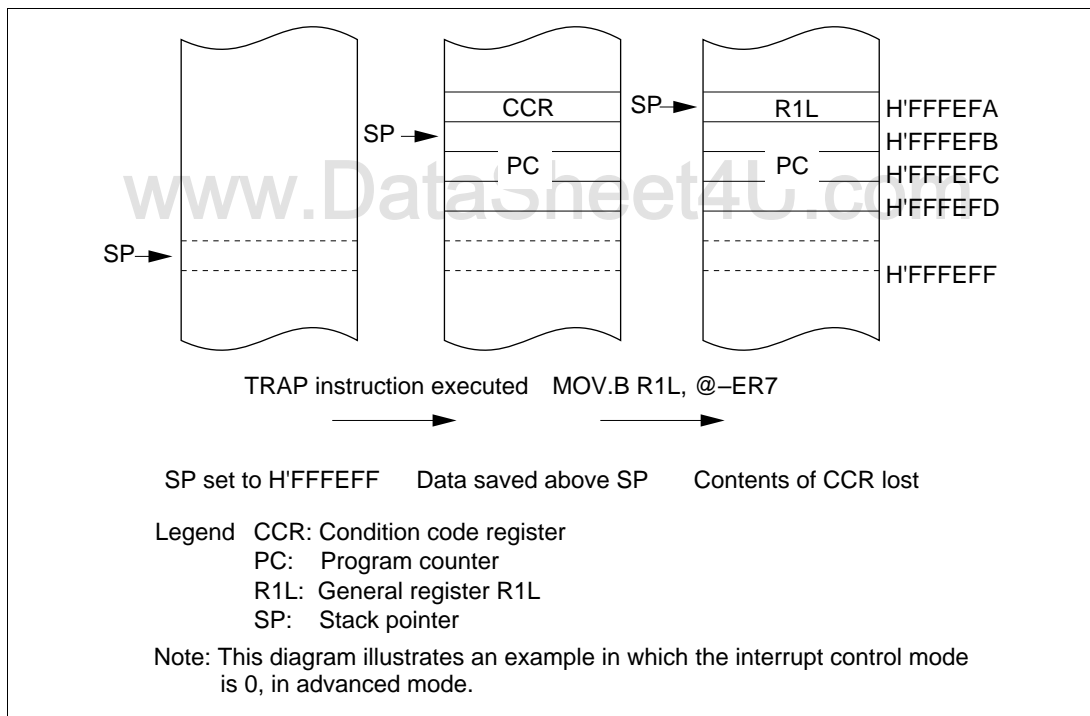 CCR
SP
R1L
H'FFFEFA
SP
H'FFFEFB
PC
PC
H'FFFEFC
www.DataSheet4U.com
H'FFFEFD
SP
H'FFFEFF
TRAP instruction executed MOV.B R1L, @–ER7
SP set to H'FFFEFF Data saved above SP Contents of CCR lost
Legend CCR: Condition code register
PC: Program counter
R1L: General register R1L
SP: Stack pointer
Note: This diagram illustrates an example in which the interrupt control mode
is 0, in advanced mode.